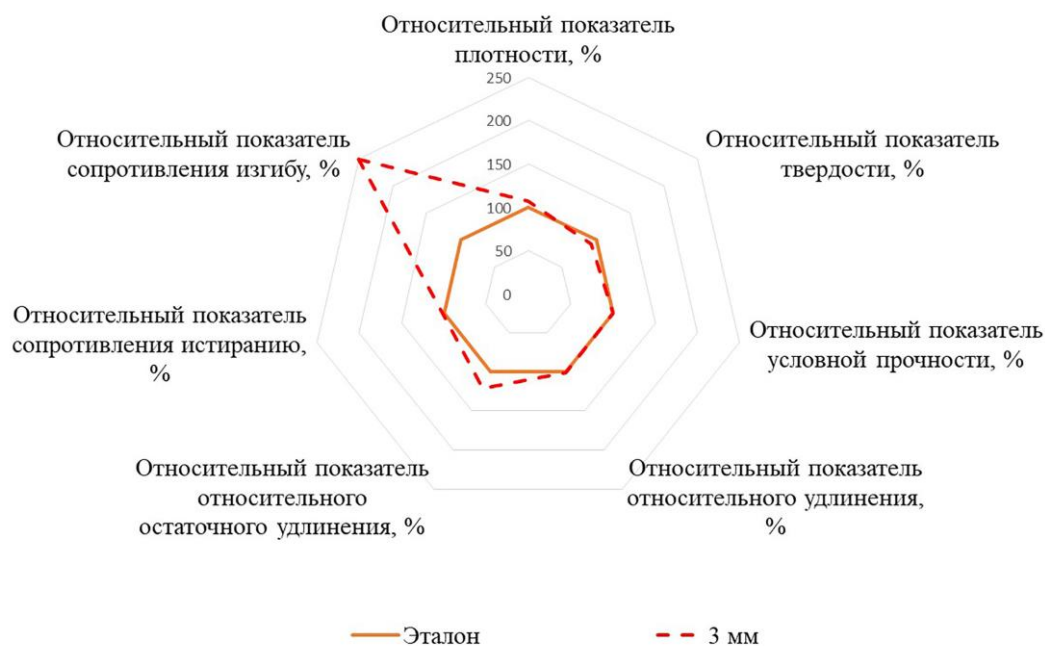 Относительный показатель
плотности, %
250
200
150
100
50
0
Относительный показатель
твердости, %
Относительный показатель
условной прочности, %
Относительный показатель
относительного удлинения,
%
Относительный показатель
относительного
остаточного удлинения, %
Относительный показатель
сопротивления истиранию,
%
Относительный показатель
сопротивления изгибу, %
Эталон
3 мм